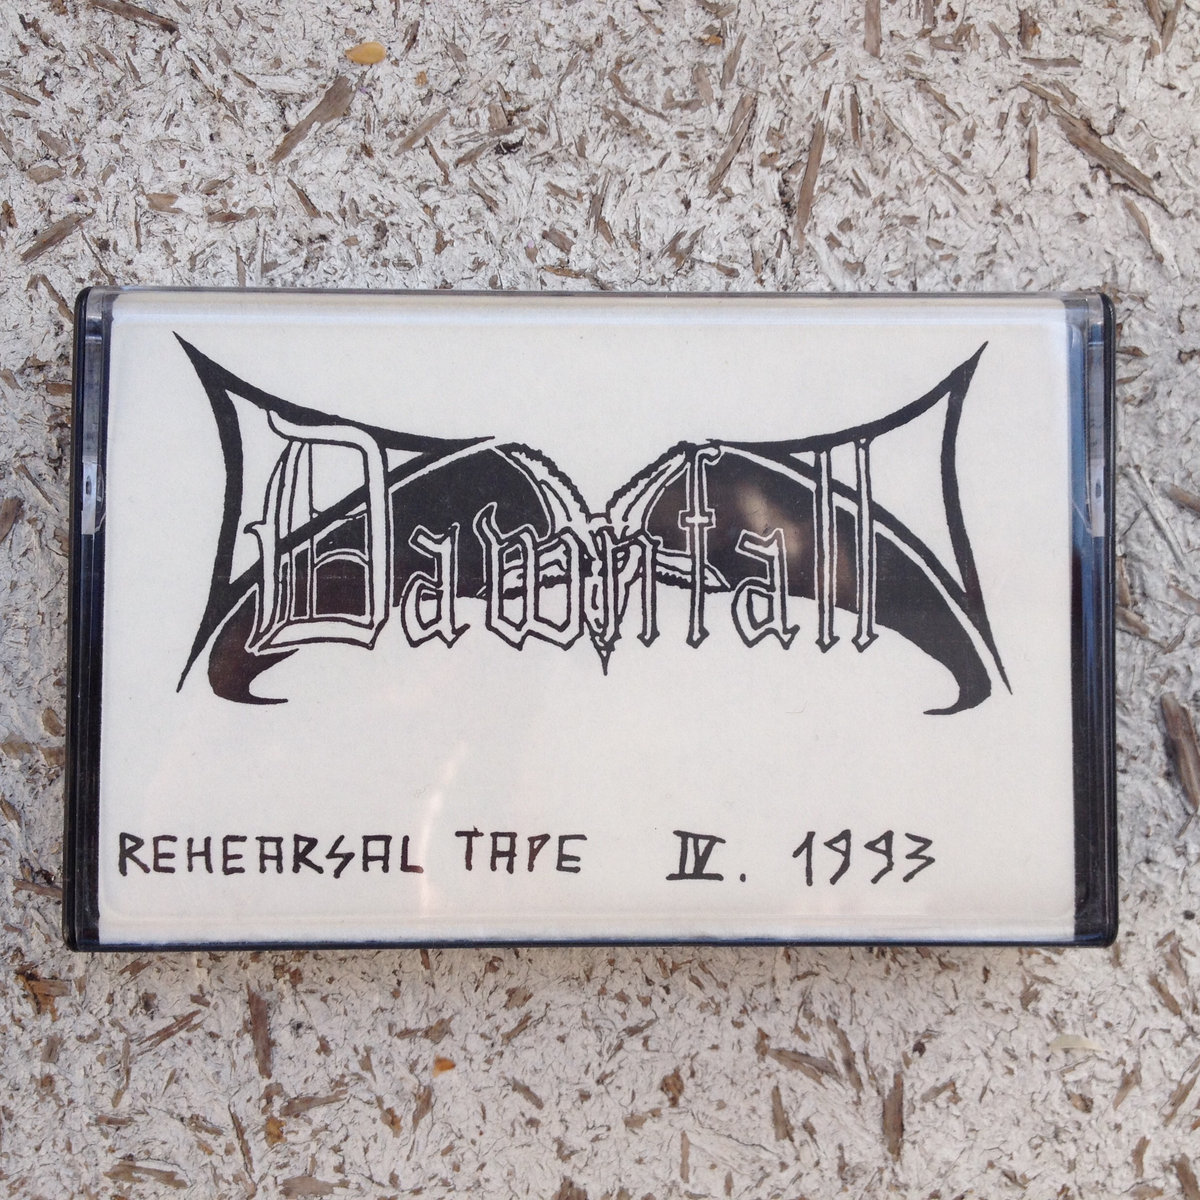 Dawnfall
REHEARSAL TAPE IV. 1993